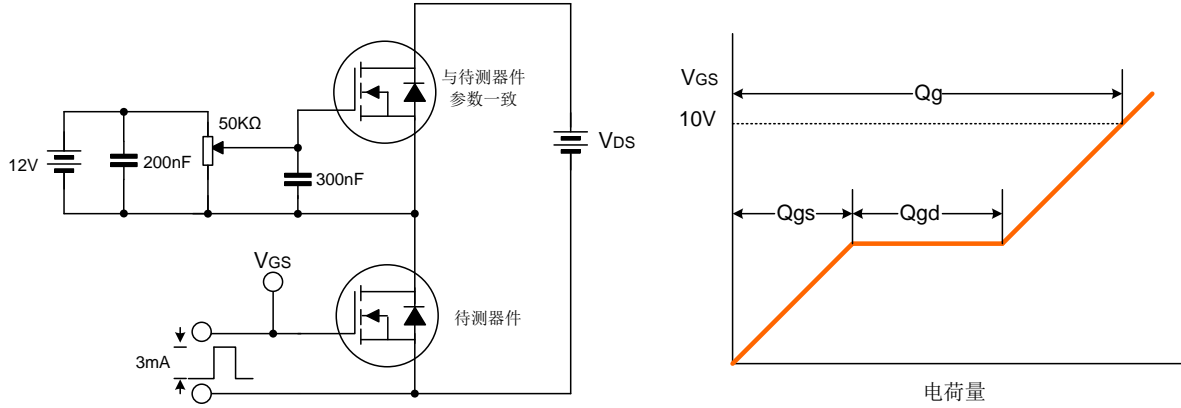 与待测器件
参数一致
12V
200nF
50KΩ
300nF
VDS
VGS
待测器件
3mA
VGS
10V
Qg
Qgs
Qgd
电荷量